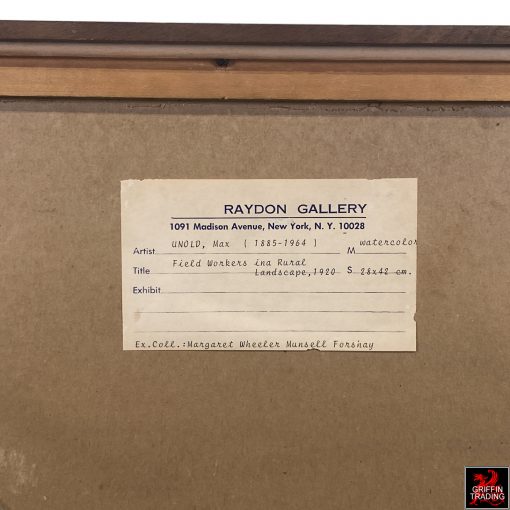 RAYDON GALLERY
1091 Madison Avenue, New York, N. Y. 10028
Artist UNOLD, Max ( 1885-1964 ) M watercolor
Title Field Workers ina Rural
Landscape,1920 S 28x42 cm.
Exhibit
Ex.Coll.:Margaret Wheeler Munsell Forshay
GRIFFIN
TRADING